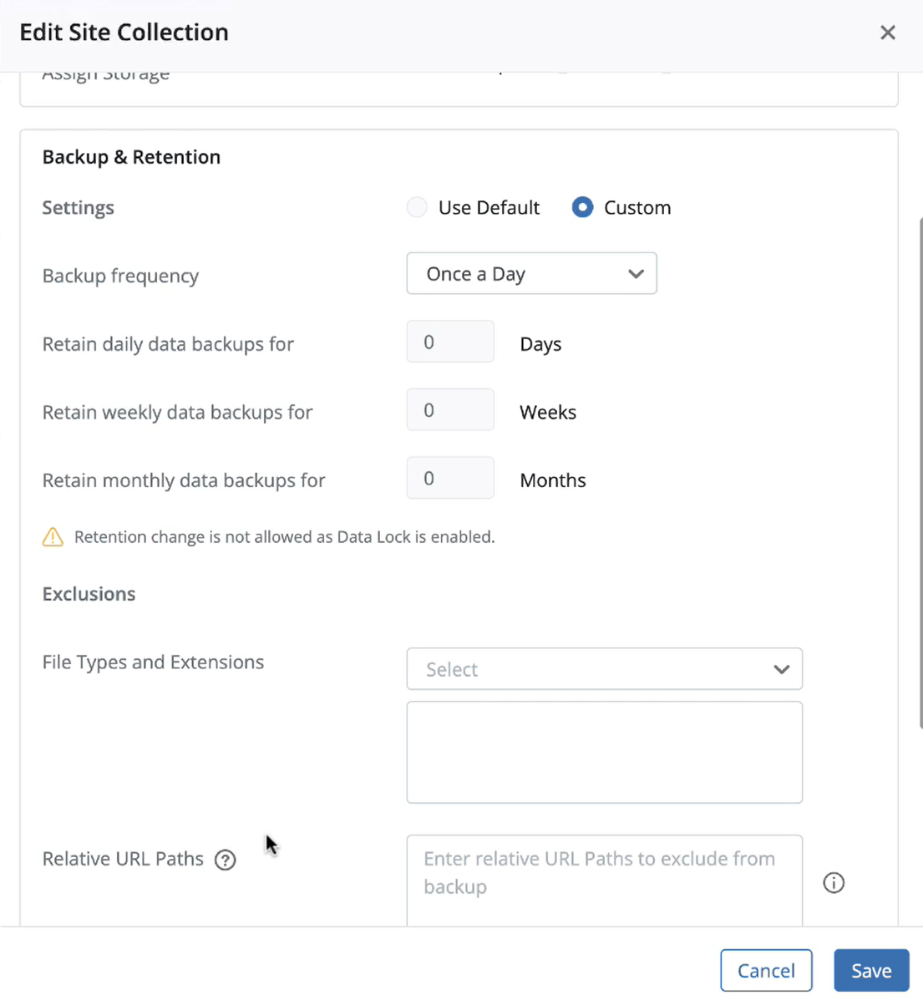 Edit Site Collection
Assign Storage
Backup & Retention
Settings Use Default Custom
Backup frequency Once a Day
Retain daily data backups for 0 Days
Retain weekly data backups for 0 Weeks
Retain monthly data backups for 0 Months
Retention change is not allowed as Data Lock is enabled.
Exclusions
File Types and Extensions Select
Relative URL Paths Enter relative URL Paths to exclude from
backup
Cancel Save